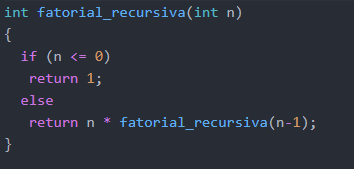 int fatorial_recursiva(int n)
{
  if (n <= 0)
   return 1;
  else
   return n * fatorial_recursiva(n-1);
}